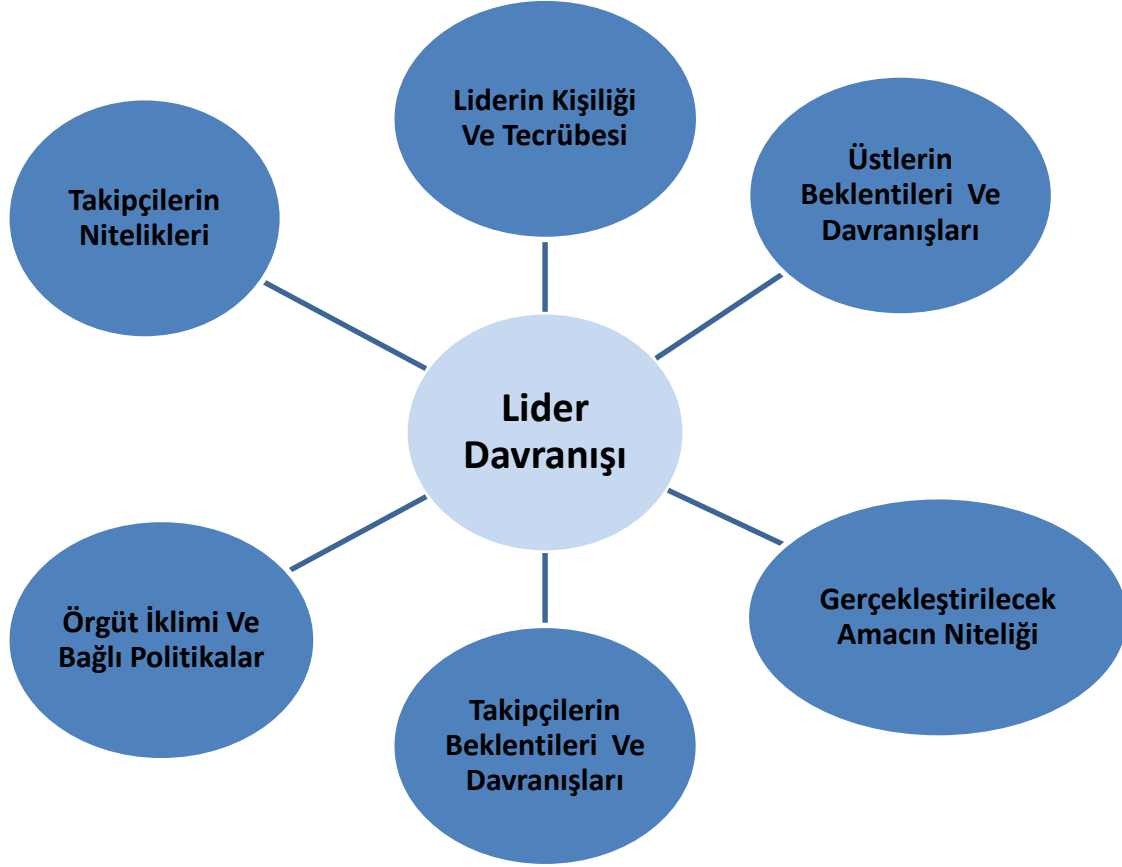 Liderin Kişiliği
Ve Tecrübesi
Üstlerin
Beklentileri  Ve
Davranışları
Takipçilerin
Nitelikleri
Lider
Davranışı
Gerçekleştirilecek
Amacın Niteliği
Örgüt İklimi Ve
Bağlı Politikalar
Takipçilerin
Beklentileri  Ve
Davranışları